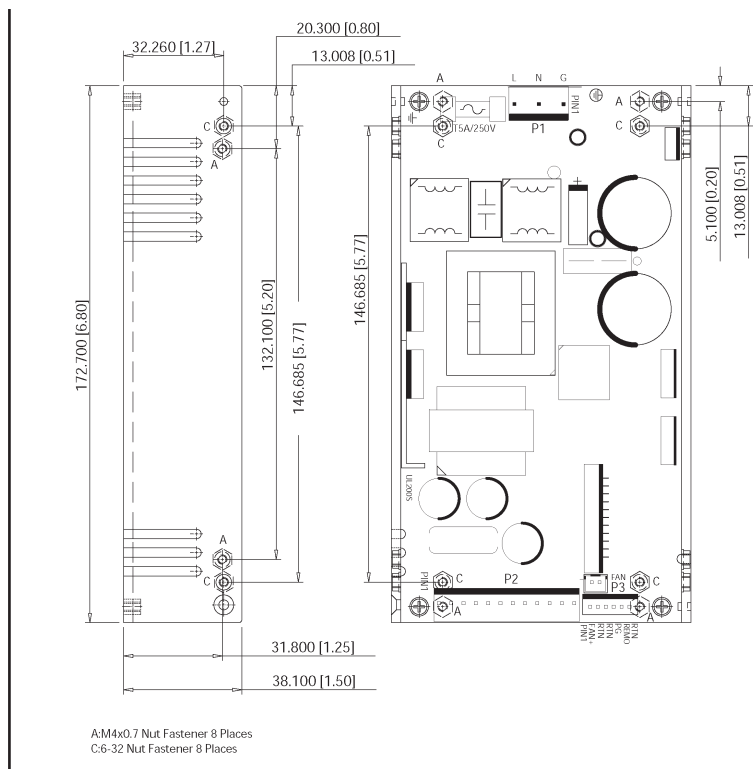 20.300 [0.80]
32.260 [1.27]
13.008 [0.51]
A
L N G
A
C
A
C
C
T5A/250V
P1
PIN1
A
5.100 [0.20]
13.008 [0.51]
146.685 [5.77]
132.100 [5.20]
146.685 [5.77]
172.700 [6.80]
+
UL200S
A
C
C
P2
FAN
P3
C
PIN1
A
A
PIN1
FAN+
RTN
RTN
PG
REMO
RTN
31.800 [1.25]
38.100 [1.50]
A:M4x0.7 Nut Fastener 8 Places
C:6-32 Nut Fastener 8 Places